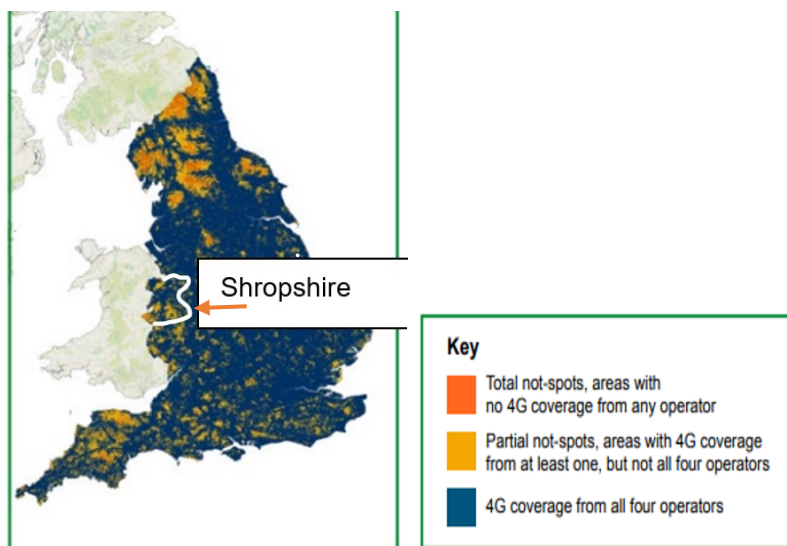 Shropshire
Key
Total not-spots, areas with
no 4G coverage from any operator
Partial not-spots, areas with 4G coverage
from at least one, but not all four operators
4G coverage from all four operators